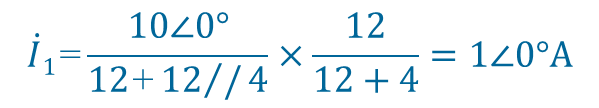 İ₁ = 10∠0° / (12+12//4) × 12 / (12 + 4) = 1∠0°A